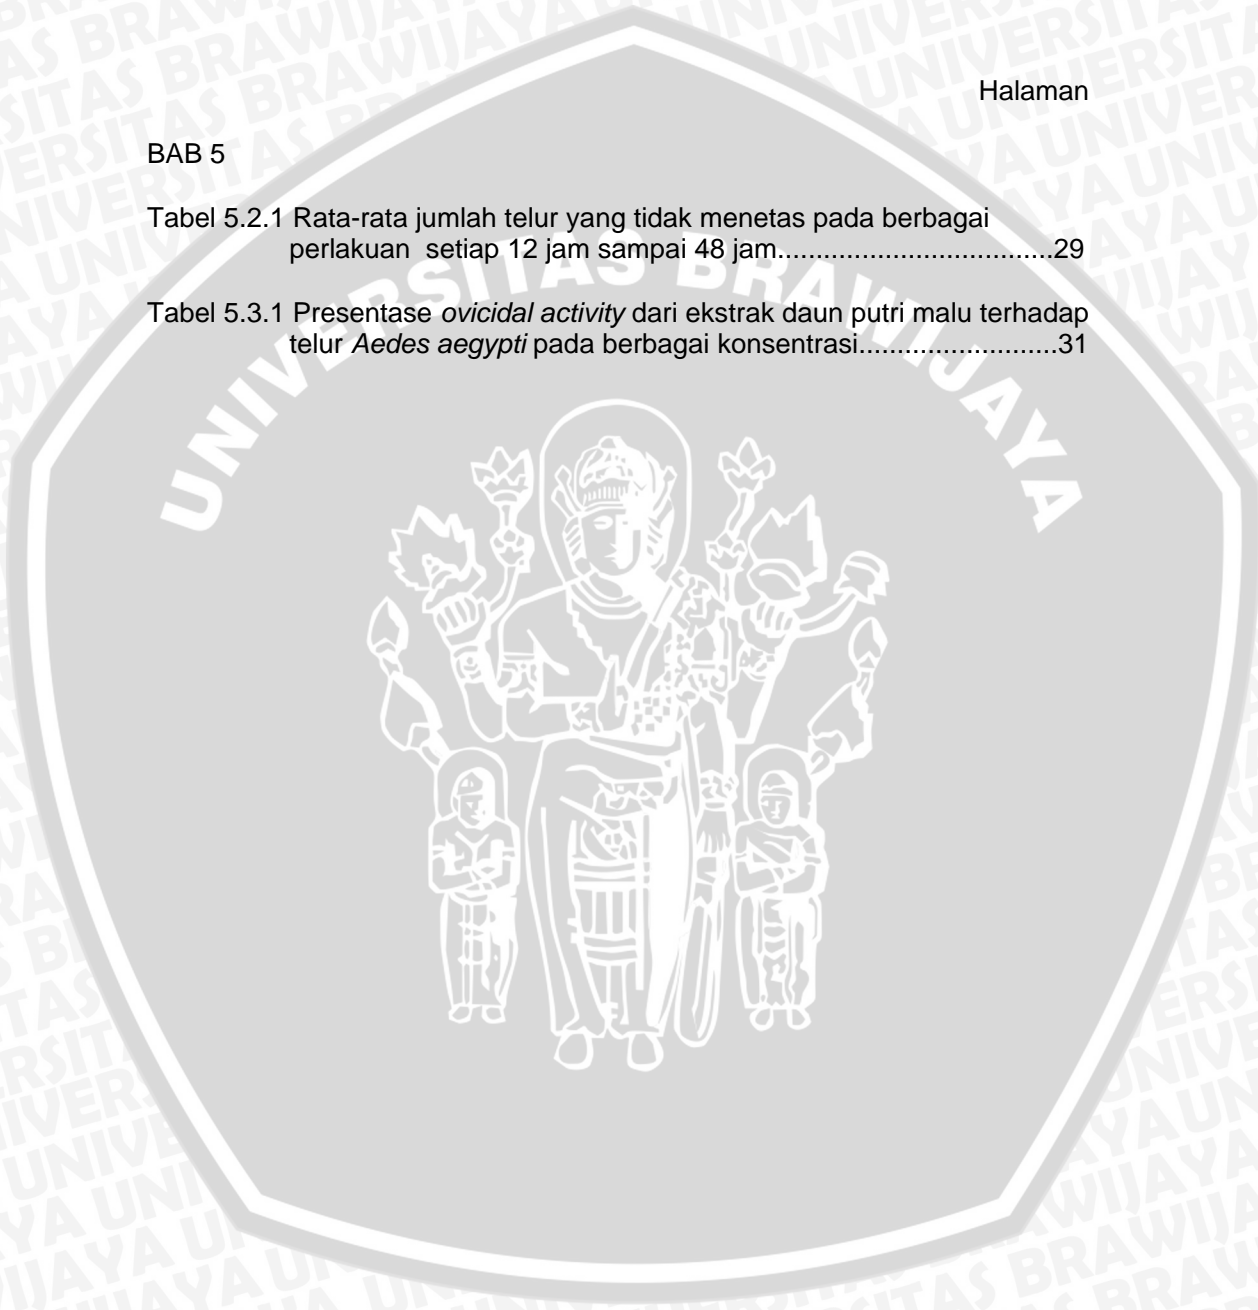 Halaman
BAB 5
Tabel 5.2.1 Rata-rata jumlah telur yang tidak menetas pada berbagai
perlakuan  setiap 12 jam sampai 48 jam....................................29
Tabel 5.3.1 Presentase ovicidal activity dari ekstrak daun putri malu terhadap
telur Aedes aegypti pada berbagai konsentrasi..........................31
UNIVERSITAS BRAWIJAYA